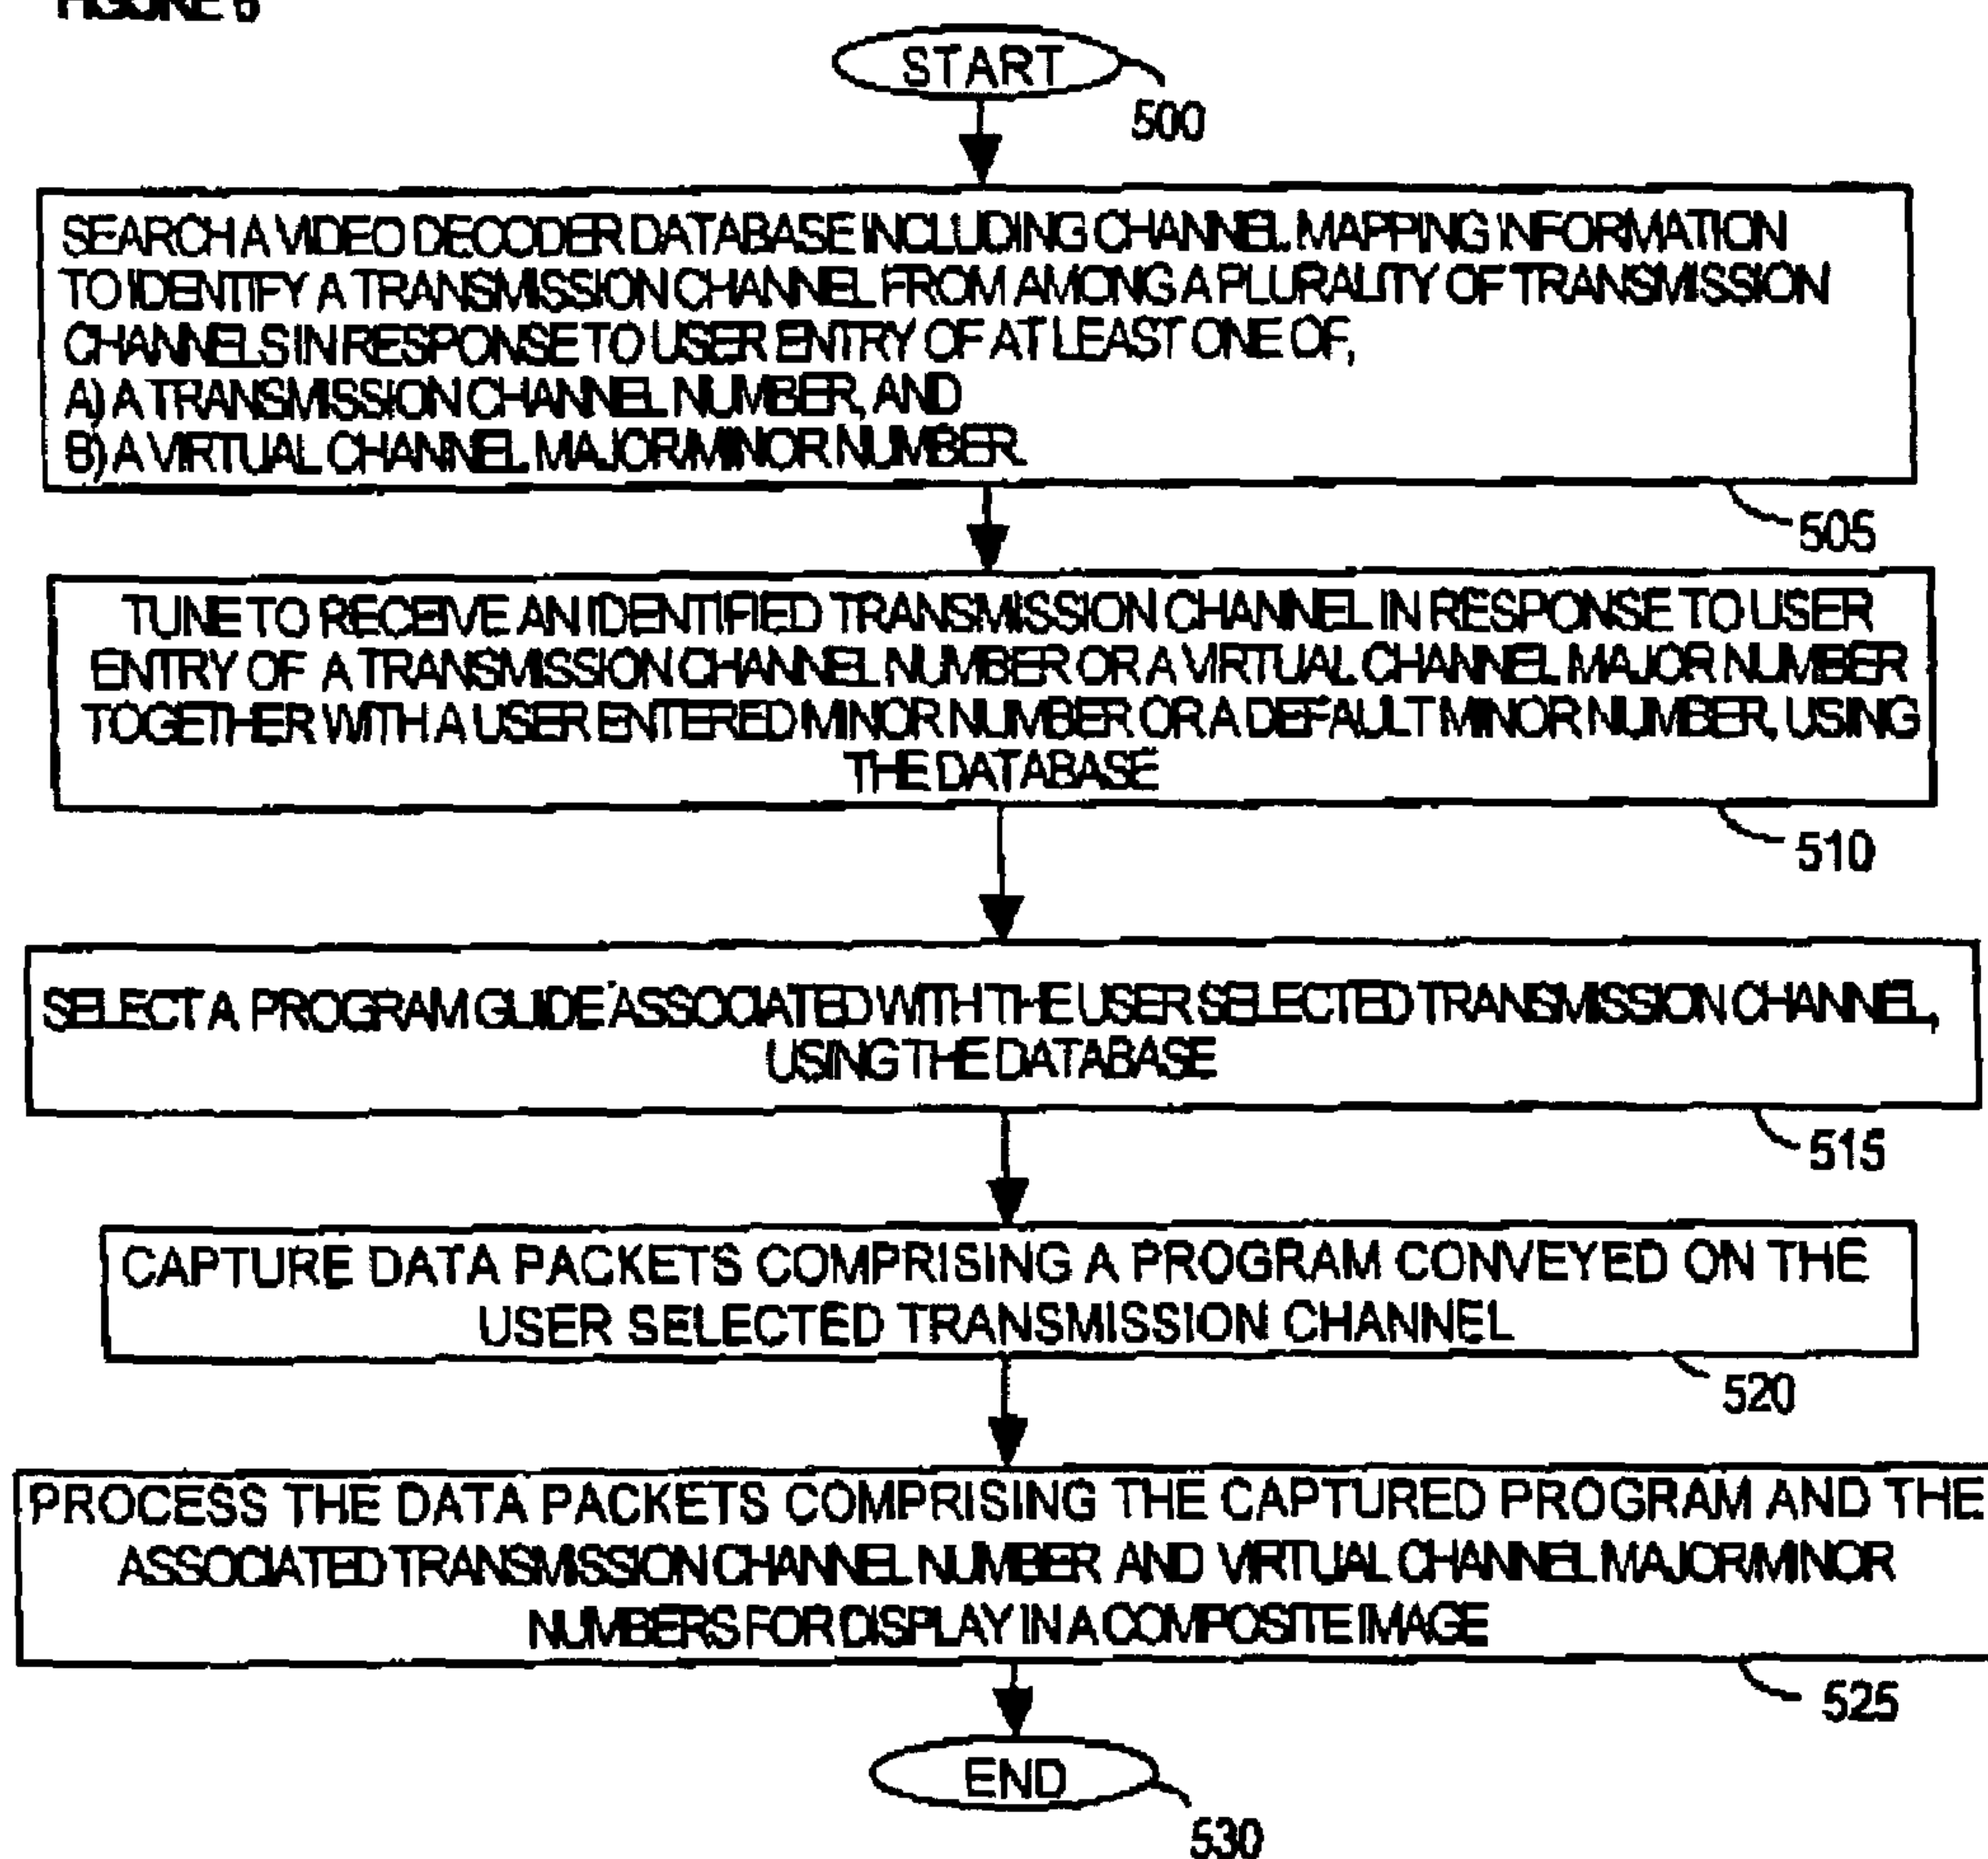 FIGURE 6
START
500
SEARCH A VIDEO DECODER DATABASE INCLUDING CHANNEL MAPPING INFORMATION
TO IDENTIFY A TRANSMISSION CHANNEL FROM AMONG A PLURALITY OF TRANSMISSION
CHANNELS IN RESPONSE TO USER ENTRY OF AT LEAST ONE OF,
A) A TRANSMISSION CHANNEL NUMBER, AND
B) A VIRTUAL CHANNEL MAJOR/MINOR NUMBER.
505
TUNE TO RECEIVE AN IDENTIFIED TRANSMISSION CHANNEL IN RESPONSE TO USER
ENTRY OF A TRANSMISSION CHANNEL NUMBER OR A VIRTUAL CHANNEL MAJOR NUMBER
TOGETHER WITH A USER ENTERED MINOR NUMBER OR A DEFAULT MINOR NUMBER, USING
THE DATABASE
510
SELECT A PROGRAM GUIDE ASSOCIATED WITH THE USER SELECTED TRANSMISSION CHANNEL,
USING THE DATABASE
515
CAPTURE DATA PACKETS COMPRISING A PROGRAM CONVEYED ON THE
USER SELECTED TRANSMISSION CHANNEL
520
PROCESS THE DATA PACKETS COMPRISING THE CAPTURED PROGRAM AND THE
ASSOCIATED TRANSMISSION CHANNEL NUMBER AND VIRTUAL CHANNEL MAJOR/MINOR
NUMBERS FOR DISPLAY IN A COMPOSITE IMAGE
525
END
530